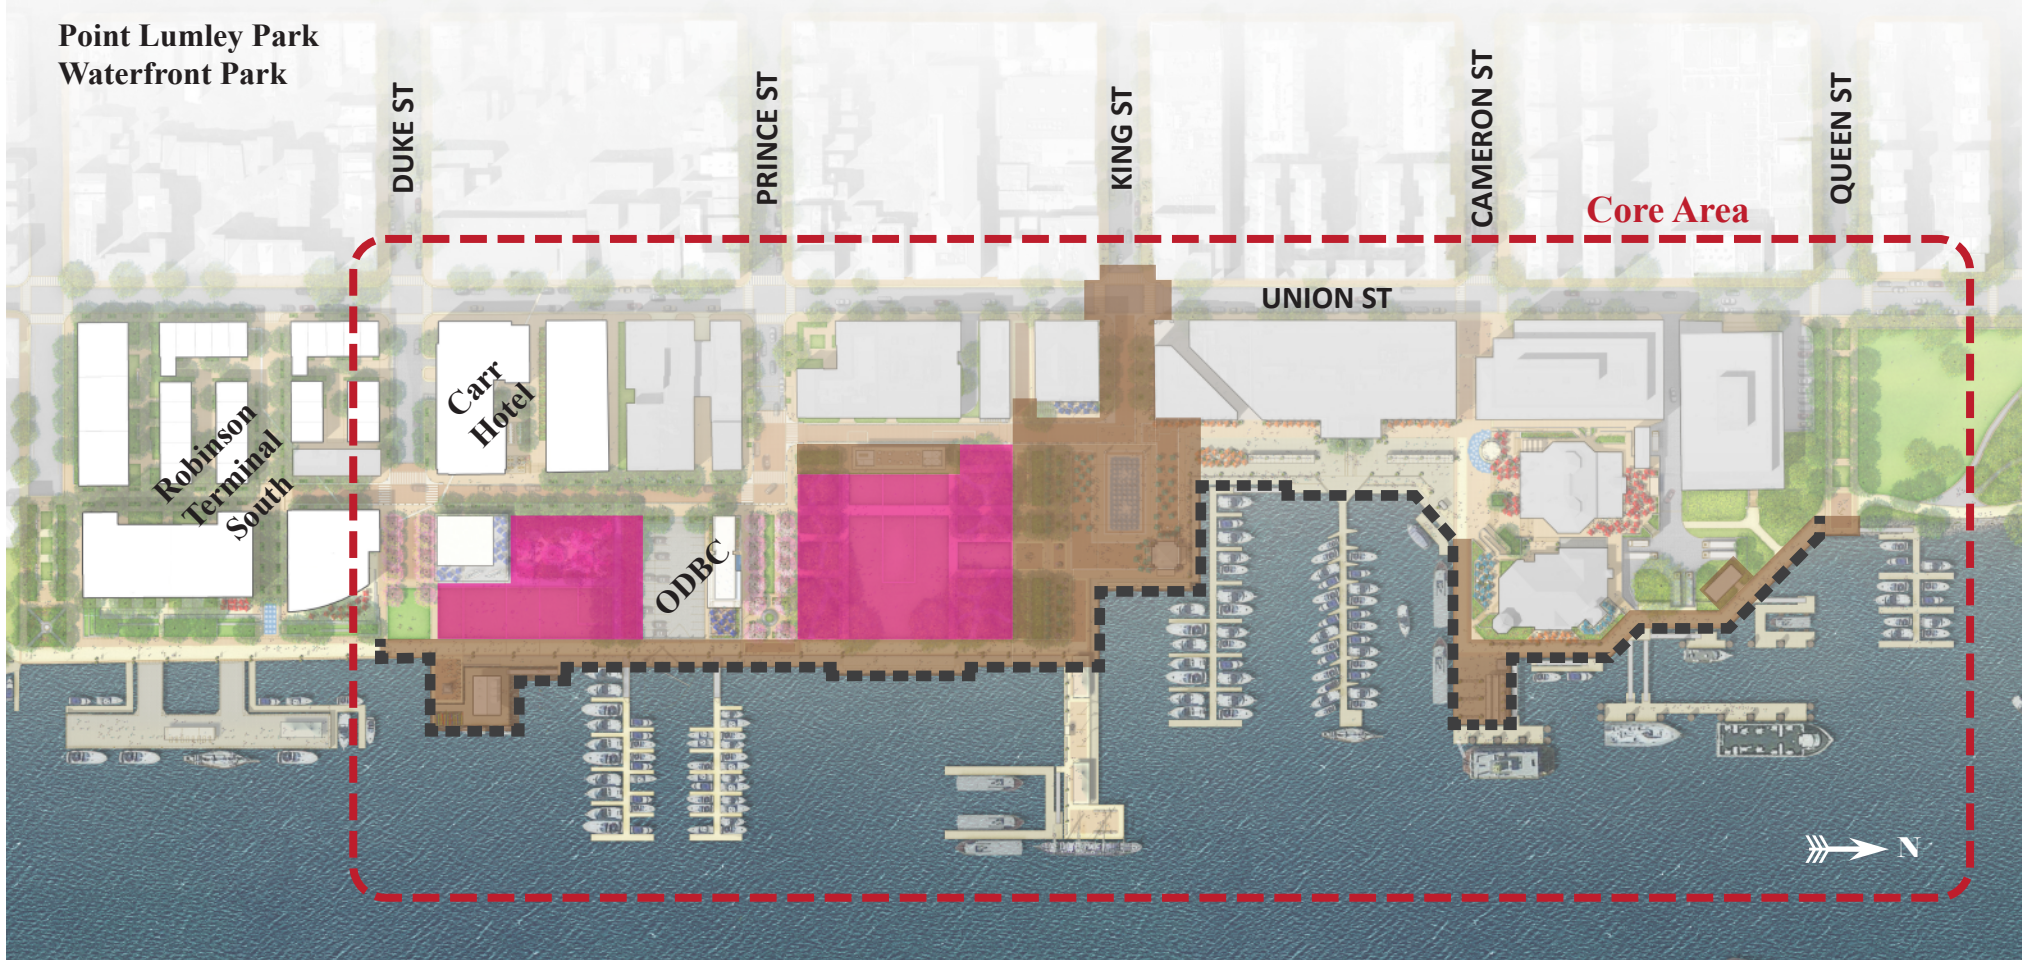 Point Lumley Park
Waterfront Park
DUKE ST
PRINCE ST
KING ST
CAMERON ST
QUEEN ST
Core Area
UNION ST
Carr
Hotel
Robinson
Terminal
South
ODBC
N